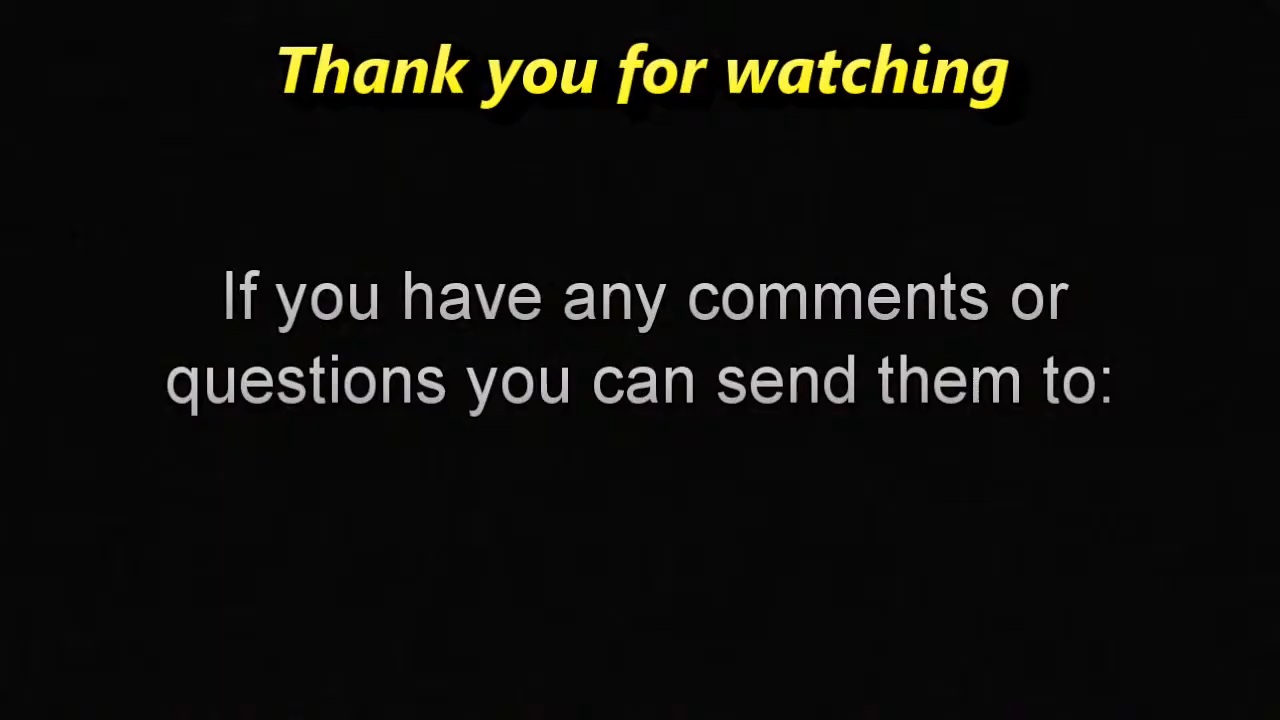 Thank you for watching
If you have any comments or
questions you can send them to: